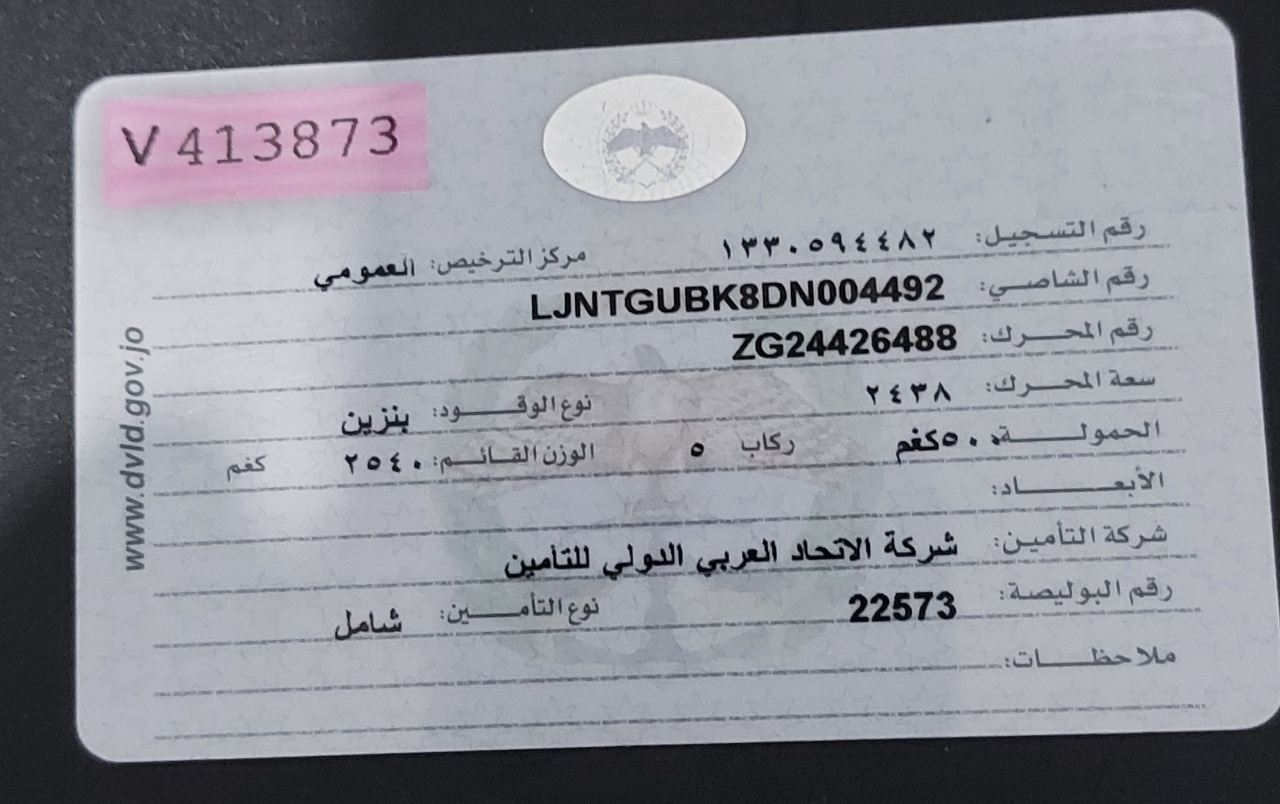 V413873
رقم التسجيل: ١٣٣٠٥٩٤٤٨٢ مركز الترخيص: العمومي
رقم الشاصي: LJNTGUBK8DN004492
رقم المحرك: ZG24426488
سعة المحرك: ٢٤٣٨ نوع الوقود: بنزين
الحمولة: ٥٠٠كغم ركاب ٥ الوزن القائم: ٢٥٤٠ كغم
الأبعاد:
شركة التأمين: شركة الاتحاد العربي الدولي للتأمين
رقم البوليصة: 22573 نوع التأمين: شامل
ملاحظات:
www.dvld.gov.jo